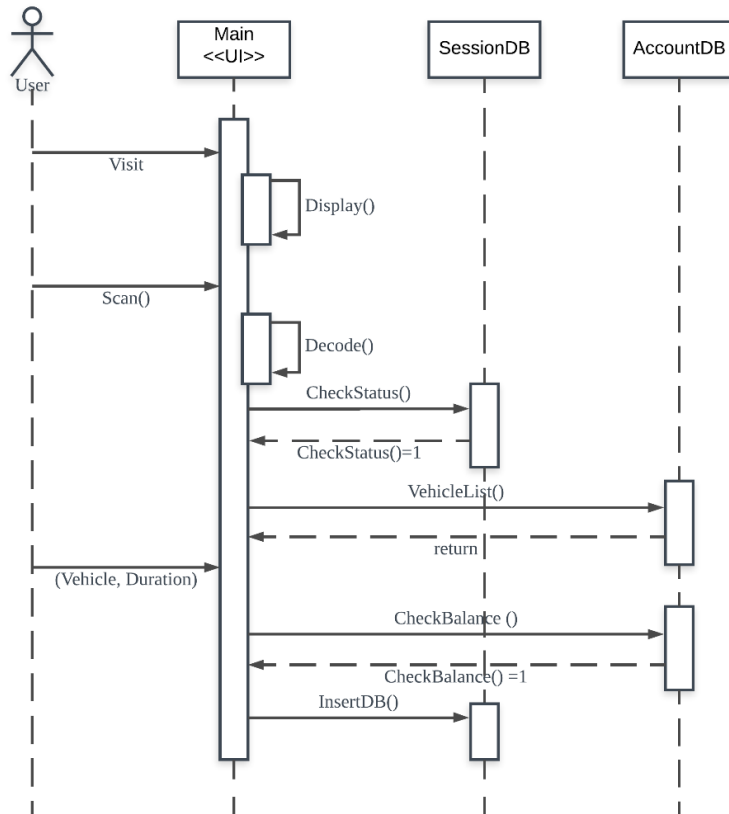 Main
<<UI>>
SessionDB
AccountDB
User
Visit
Display()
Scan()
Decode()
CheckStatus()
CheckStatus()=1
VehicleList()
return
(Vehicle, Duration)
CheckBalance ()
CheckBalance() =1
InsertDB()